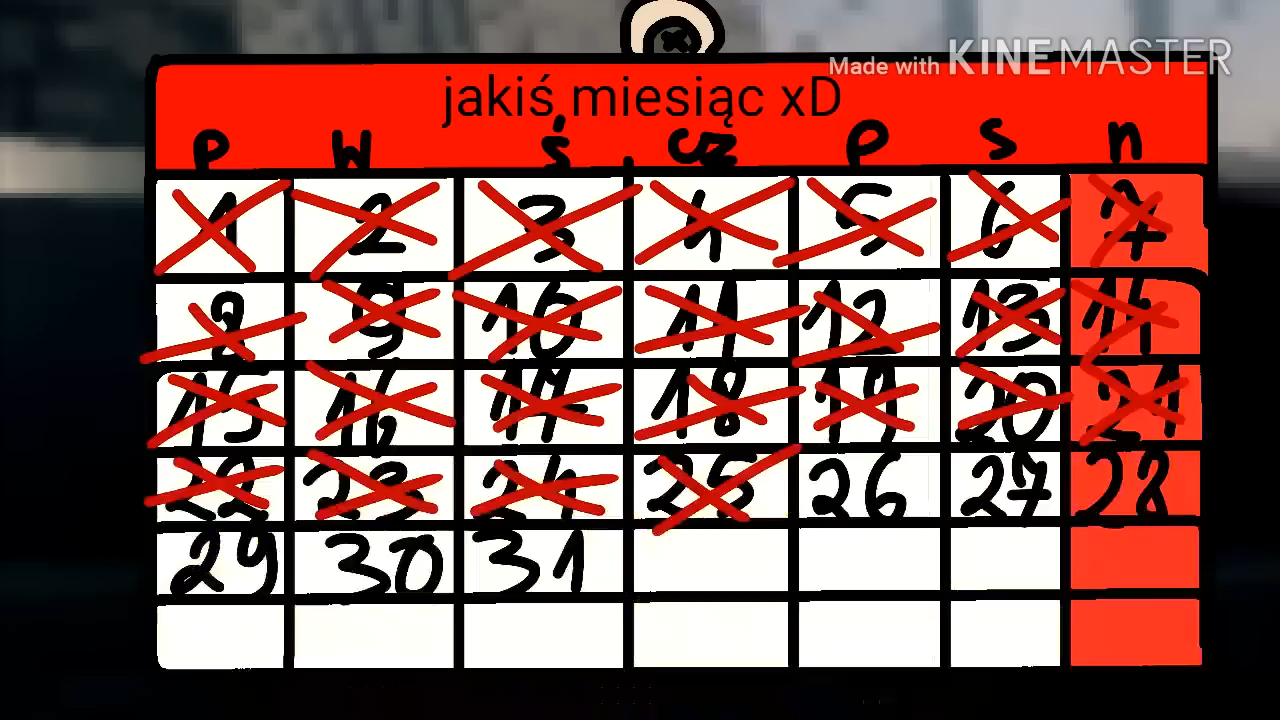 Made with KINEMASTER
jakiś miesiąc xD
P W Ś CZ P S n
1 2 3 4 5 6 7
8 9 10 11 12 13 14
15 16 17 18 19 20 21
22 23 24 25 26 27 28
29 30 31